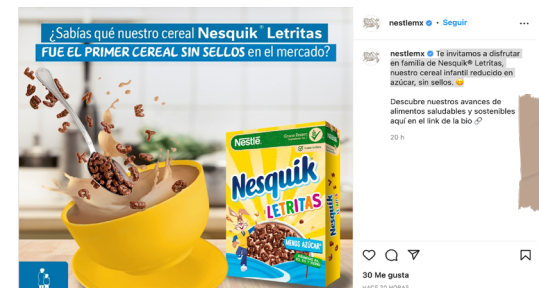 ¿Sabías qué nuestro cereal Nesquik® Letritas
FUE EL PRIMER CEREAL SIN SELLOS en el mercado?
Nestlé
Nesquik
LETRITAS
MENOS AZÚCAR
nestlemx • Seguir
nestlemx Te invitamos a disfrutar
en familia de Nesquik® Letritas,
nuestro cereal infantil reducido en
azúcar, sin sellos. 😋
Descubre nuestros avances de
alimentos saludables y sostenibles
aquí en el link de la bio 🔗
20 h
30 Me gusta
HACE 20 HORAS